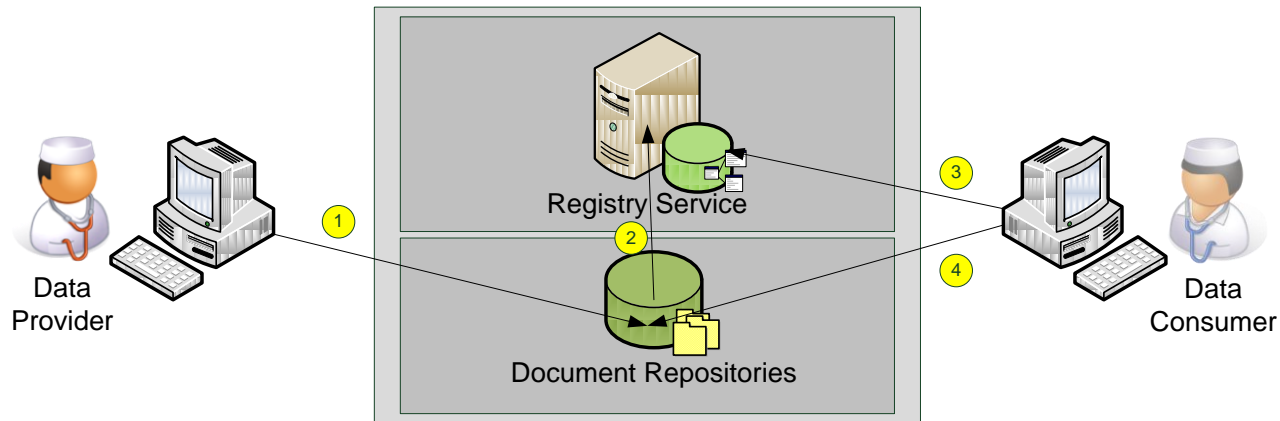 Registry Service
1
2
3
4
Data
Provider
Data
Consumer
Document Repositories